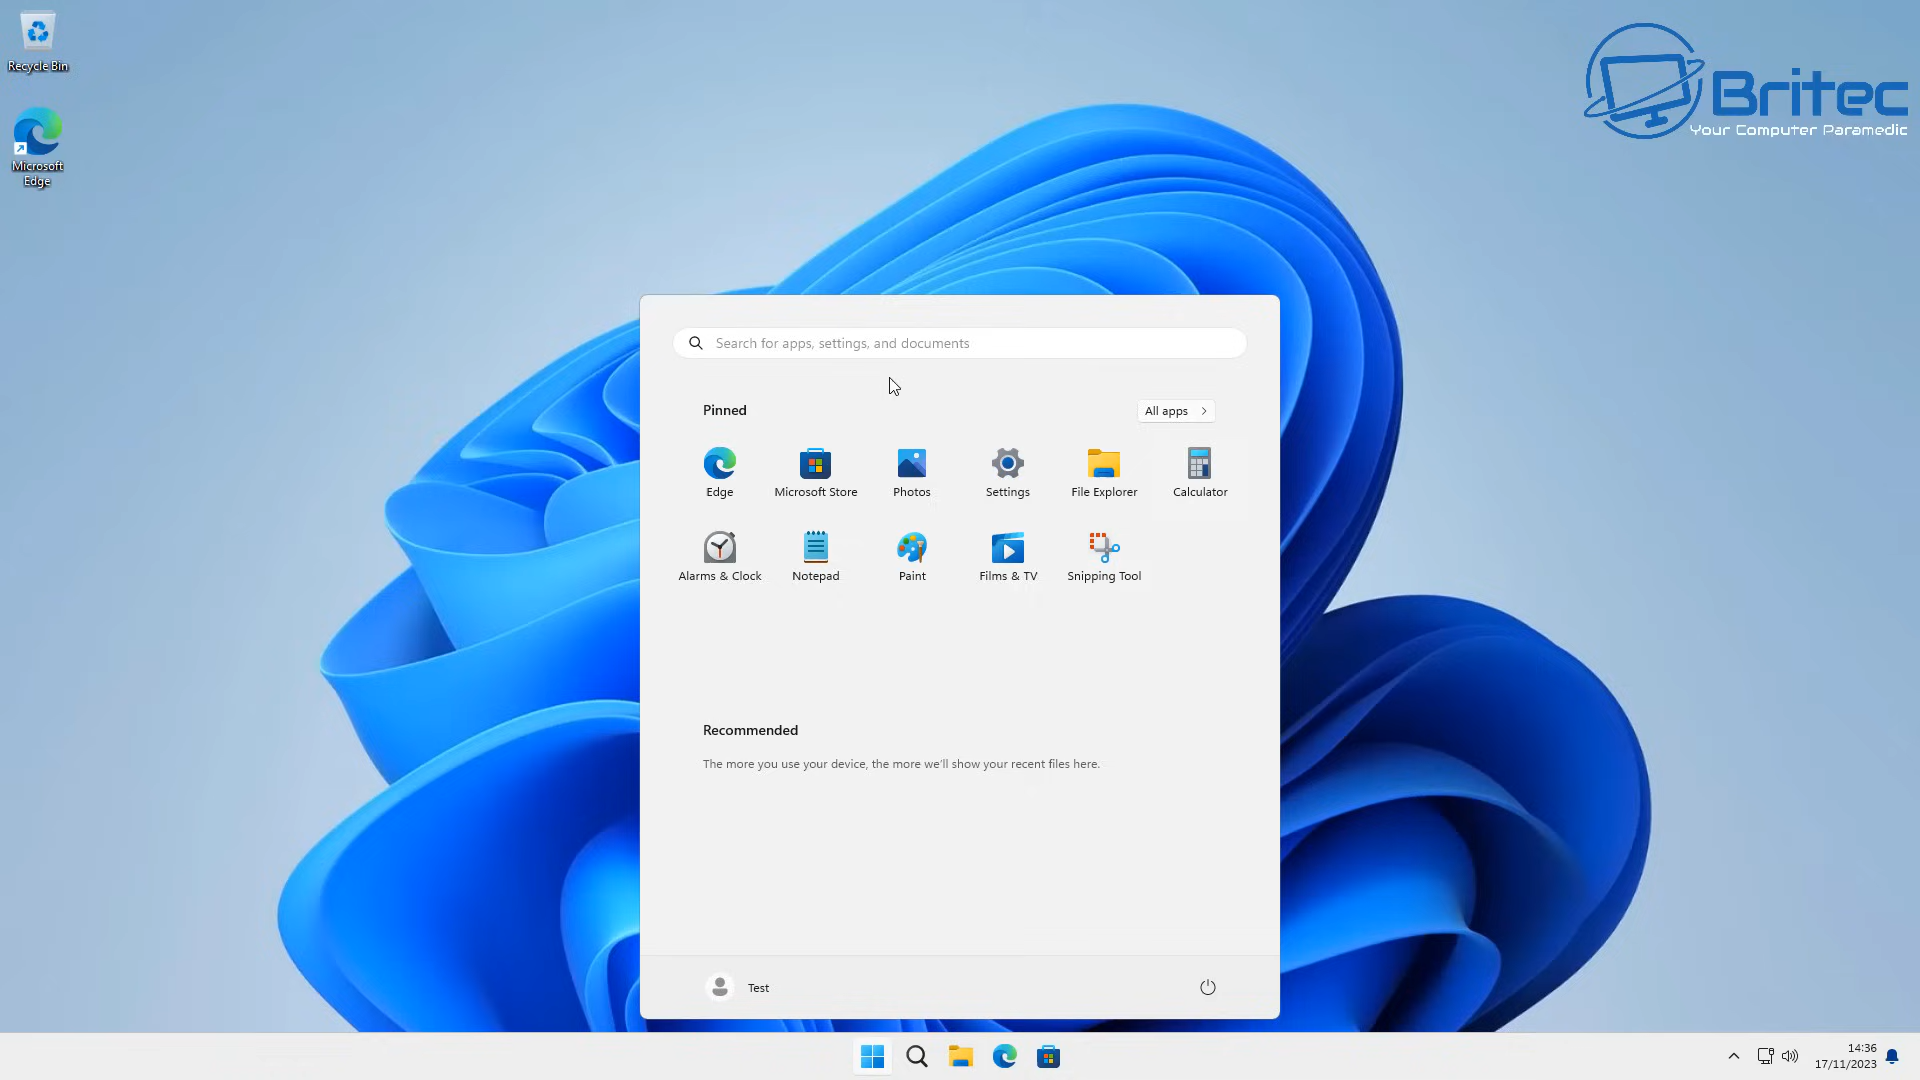 Recycle Bin
Microsoft
Edge
Britec
Your Computer Paramedic
Search for apps, settings, and documents
Pinned
All apps
Edge
Microsoft Store
Photos
Settings
File Explorer
Calculator
Alarms & Clock
Notepad
Paint
Films & TV
Snipping Tool
Recommended
The more you use your device, the more we'll show your recent files here.
Test
14:36
17/11/2023